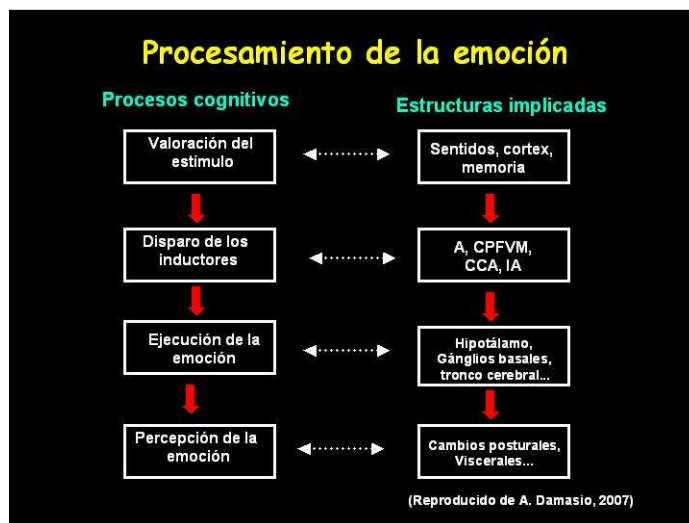 Procesamiento de la emoción
Procesos cognitivos
Estructuras implicadas
Valoración del
estímulo
Sentidos, cortex,
memoria
Disparo de los
inductores
A, CPFVM,
CCA, IA
Ejecución de la
emoción
Hipotálamo,
Gánglios basales,
tronco cerebral...
Percepción de la
emoción
Cambios posturales,
Viscerales...
(Reproducido de A. Damasio, 2007)